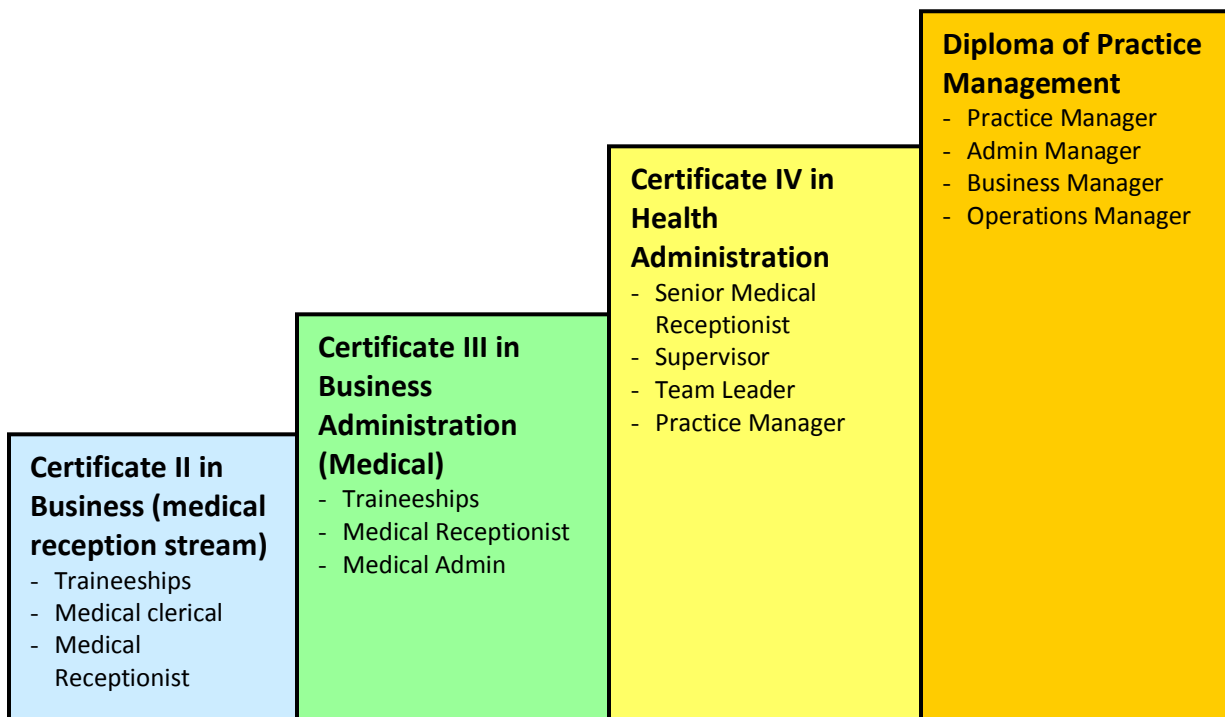 Diploma of Practice
Management
- Practice Manager
- Admin Manager
- Business Manager
- Operations Manager
Certificate IV in
Health
Administration
- Senior Medical
Receptionist
- Supervisor
- Team Leader
- Practice Manager
Certificate III in
Business
Administration
(Medical)
- Traineeships
- Medical Receptionist
- Medical Admin
Certificate II in
Business (medical
reception stream)
- Traineeships
- Medical clerical
- Medical
Receptionist